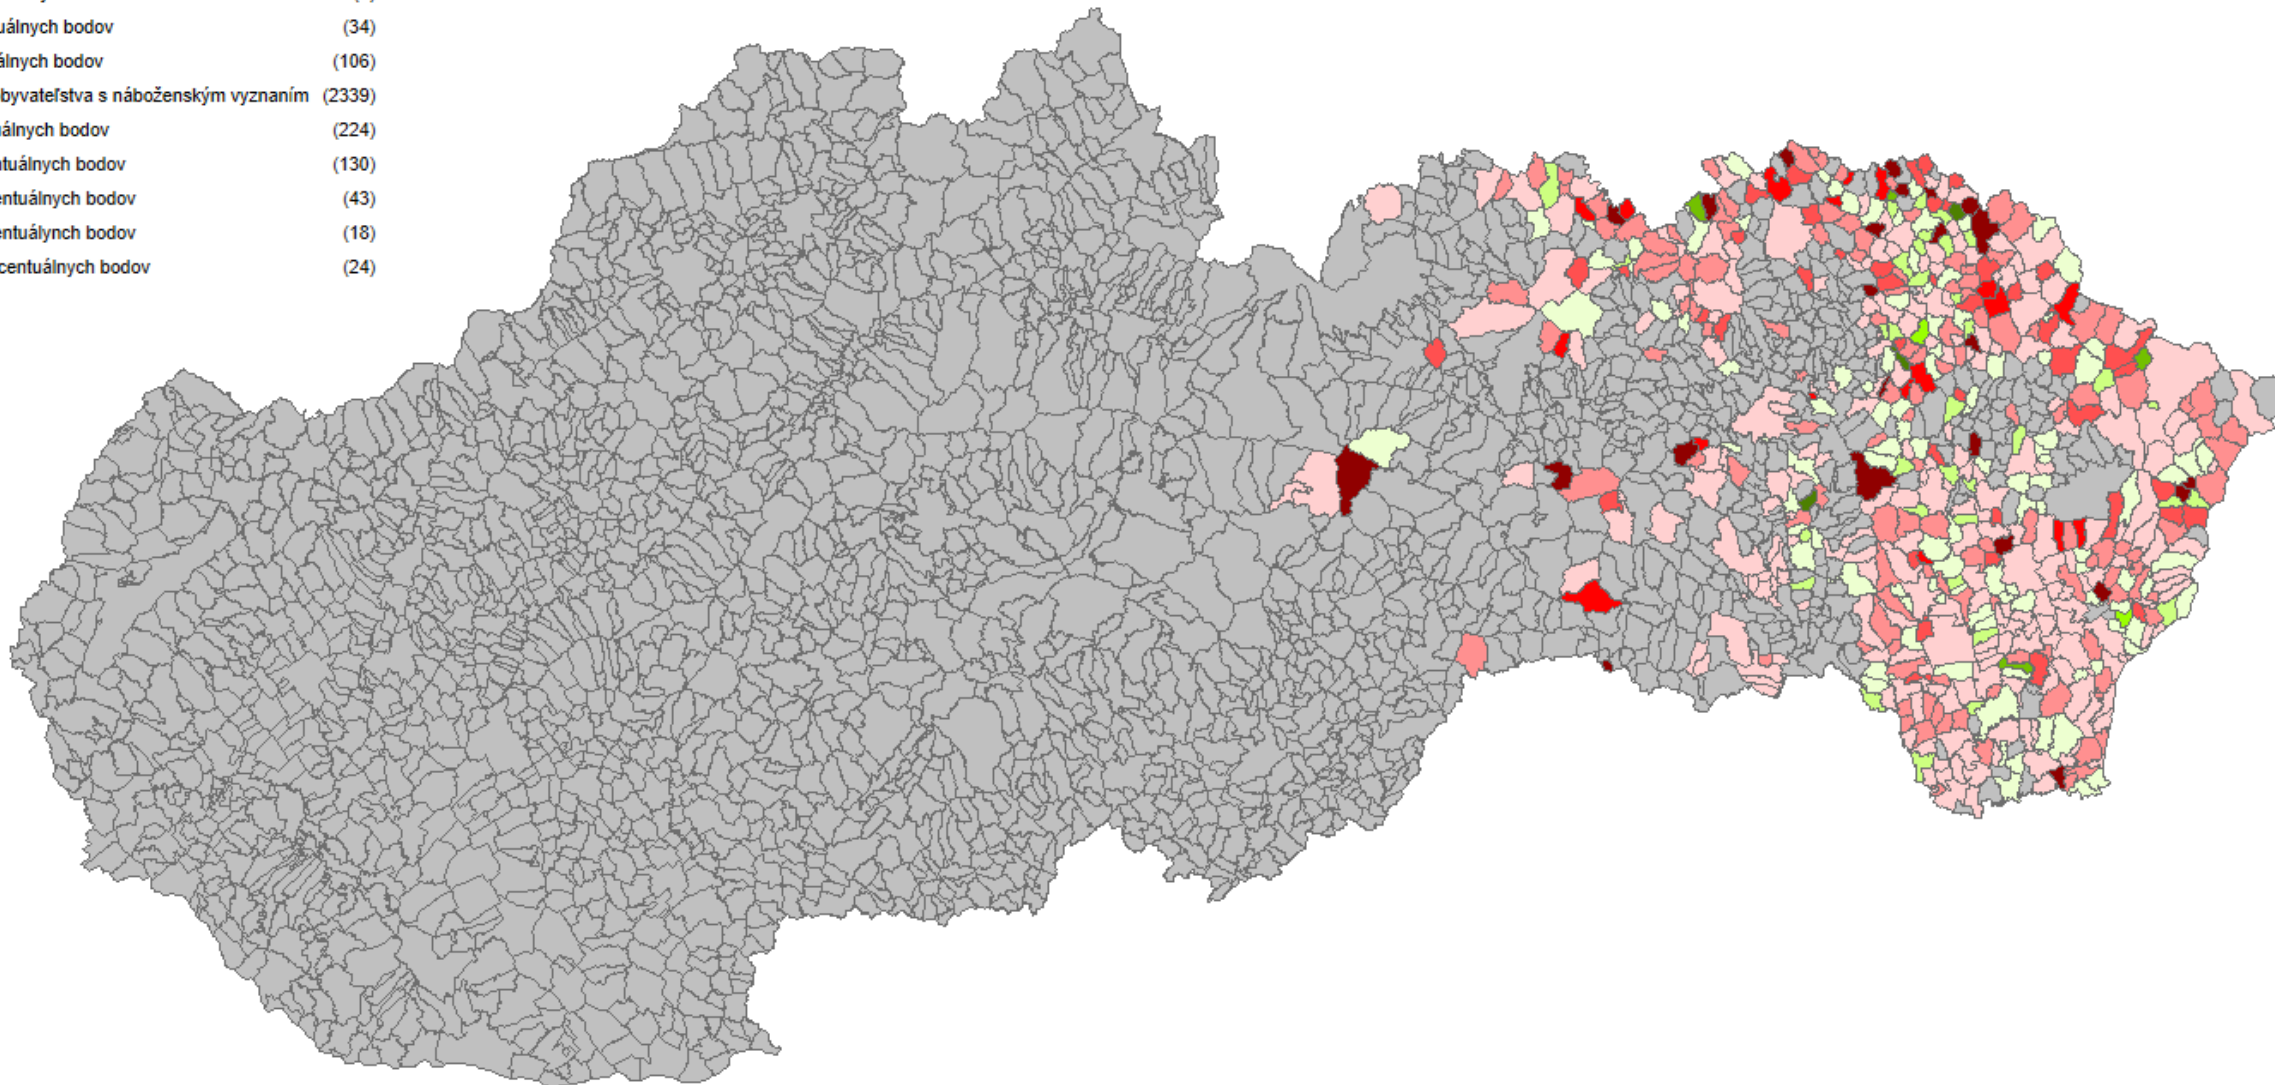 uálnych bodov (34)
álnych bodov (106)
byvateľstva s náboženským vyznaním (2339)
álnych bodov (224)
tuálnych bodov (130)
entuálnych bodov (43)
entuálynch bodov (18)
centuálnych bodov (24)